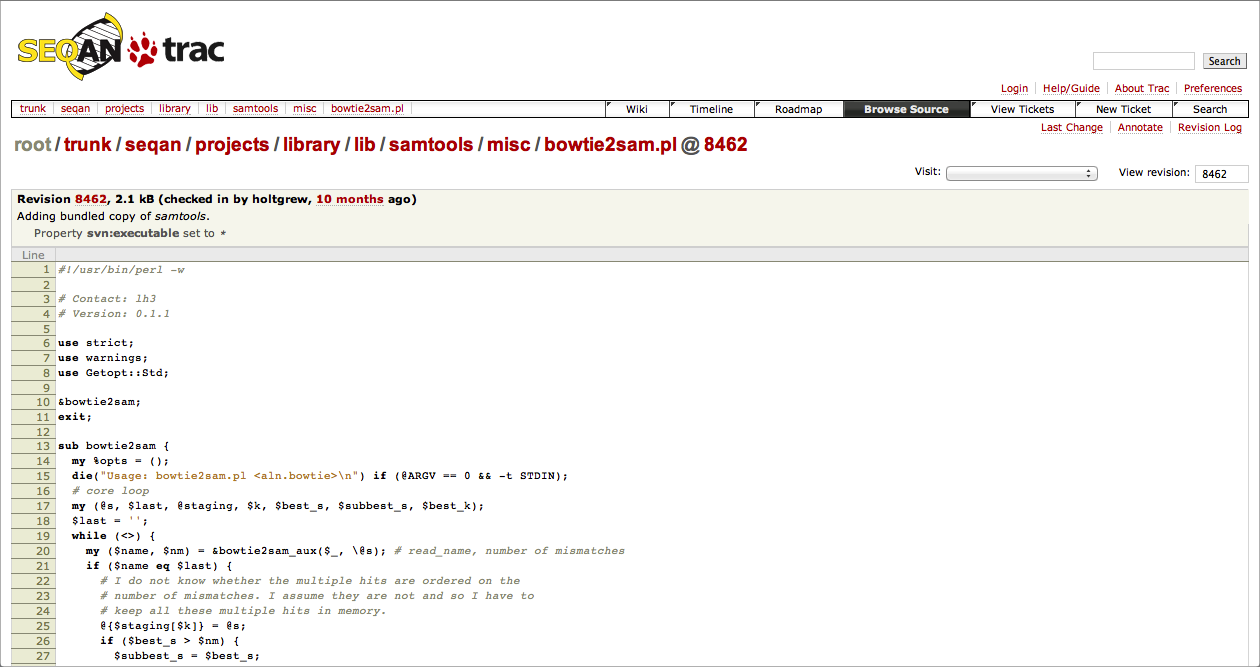 SEQAN trac
Search
Login Help/Guide About Trac Preferences
trunk seqan projects library lib samtools misc bowtie2sam.pl Wiki Timeline Roadmap Browse Source View Tickets New Ticket Search
Last Change Annotate Revision Log
root / trunk / seqan / projects / library / lib / samtools / misc / bowtie2sam.pl @ 8462
Visit: View revision: 8462
Revision 8462, 2.1 kB (checked in by holtgrew, 10 months ago)
Adding bundled copy of samtools.
Property svn:executable set to *
Line
1 #!/usr/bin/perl -w
2
3 # Contact: lh3
4 # Version: 0.1.1
5
6 use strict;
7 use warnings;
8 use Getopt::Std;
9
10 &bowtie2sam;
11 exit;
12
13 sub bowtie2sam {
14 my %opts = ();
15 die("Usage: bowtie2sam.pl <aln.bowtie>\n") if (@ARGV == 0 && -t STDIN);
16 # core loop
17 my (@s, $last, @staging, $k, $best_s, $subbest_s, $best_k);
18 $last = '';
19 while (<>) {
20 my ($name, $nm) = &bowtie2sam_aux($_, \@s); # read_name, number of mismatches
21 if ($name eq $last) {
22 # I do not know whether the multiple hits are ordered on the
23 # number of mismatches. I assume they are not and so I have to
24 # keep all these multiple hits in memory.
25 @{$staging[$k]} = @s;
26 if ($best_s > $nm) {
27 $subbest_s = $best_s;